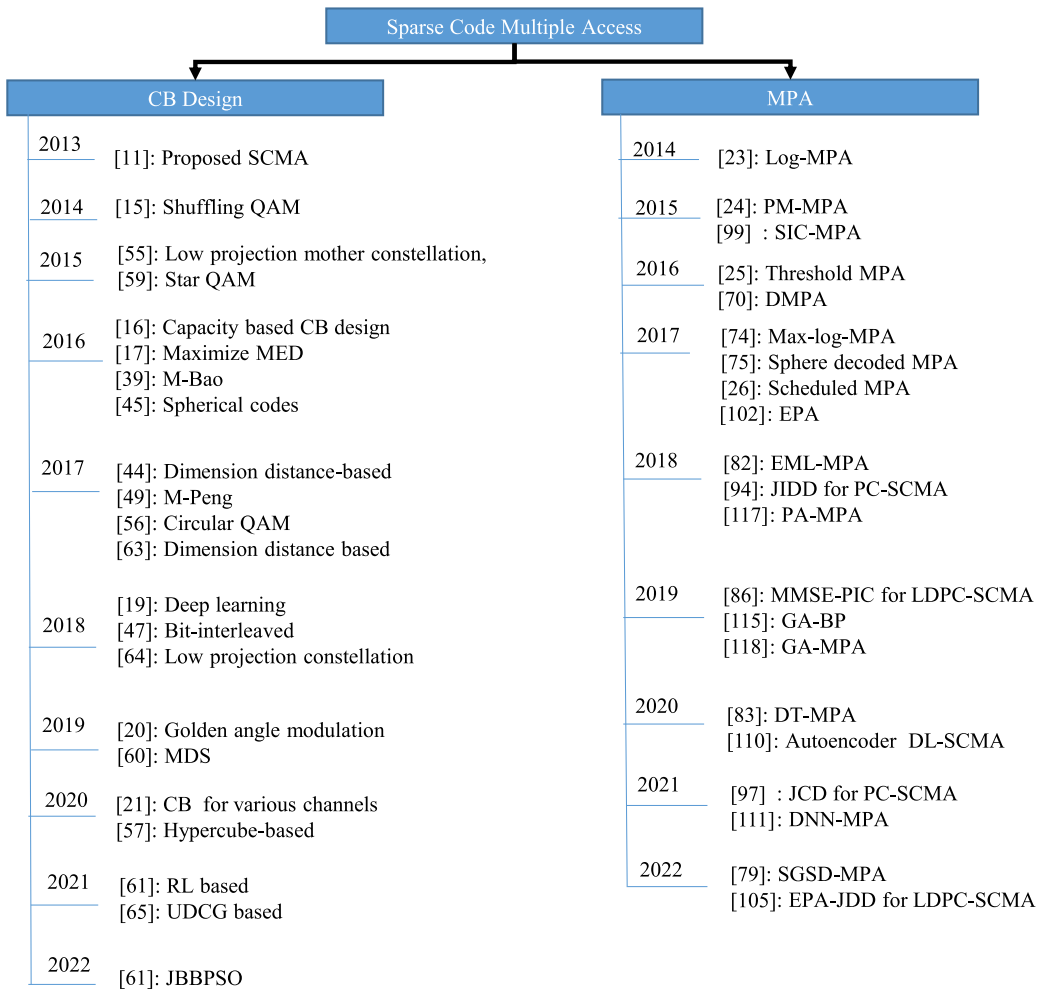 Sparse Code Multiple Access
CB Design
2013
[11]: Proposed SCMA
2014
[15]: Shuffling QAM
2015
[55]: Low projection mother constellation,
[59]: Star QAM
2016
[16]: Capacity based CB design
[17]: Maximize MED
[39]: M-Bao
[45]: Spherical codes
2017
[44]: Dimension distance-based
[49]: M-Peng
[56]: Circular QAM
[63]: Dimension distance based
2018
[19]: Deep learning
[47]: Bit-interleaved
[64]: Low projection constellation
2019
[20]: Golden angle modulation
[60]: MDS
2020
[21]: CB for various channels
[57]: Hypercube-based
2021
[61]: RL based
[65]: UDCG based
2022
[61]: JBBPSO
MPA
2014
[23]: Log-MPA
2015
[24]: PM-MPA
[99] : SIC-MPA
2016
[25]: Threshold MPA
[70]: DMPA
2017
[74]: Max-log-MPA
[75]: Sphere decoded MPA
[26]: Scheduled MPA
[102]: EPA
2018
[82]: EML-MPA
[94]: JIDD for PC-SCMA
[117]: PA-MPA
2019
[86]: MMSE-PIC for LDPC-SCMA
[115]: GA-BP
[118]: GA-MPA
2020
[83]: DT-MPA
[110]: Autoencoder DL-SCMA
2021
[97] : JCD for PC-SCMA
[111]: DNN-MPA
2022
[79]: SGSD-MPA
[105]: EPA-JDD for LDPC-SCMA